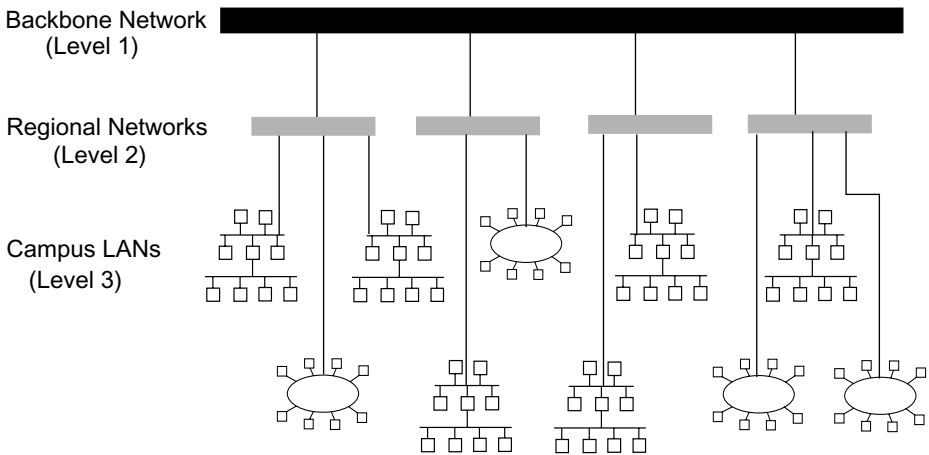 Backbone Network
(Level 1)
Regional Networks
(Level 2)
Campus LANs
(Level 3)